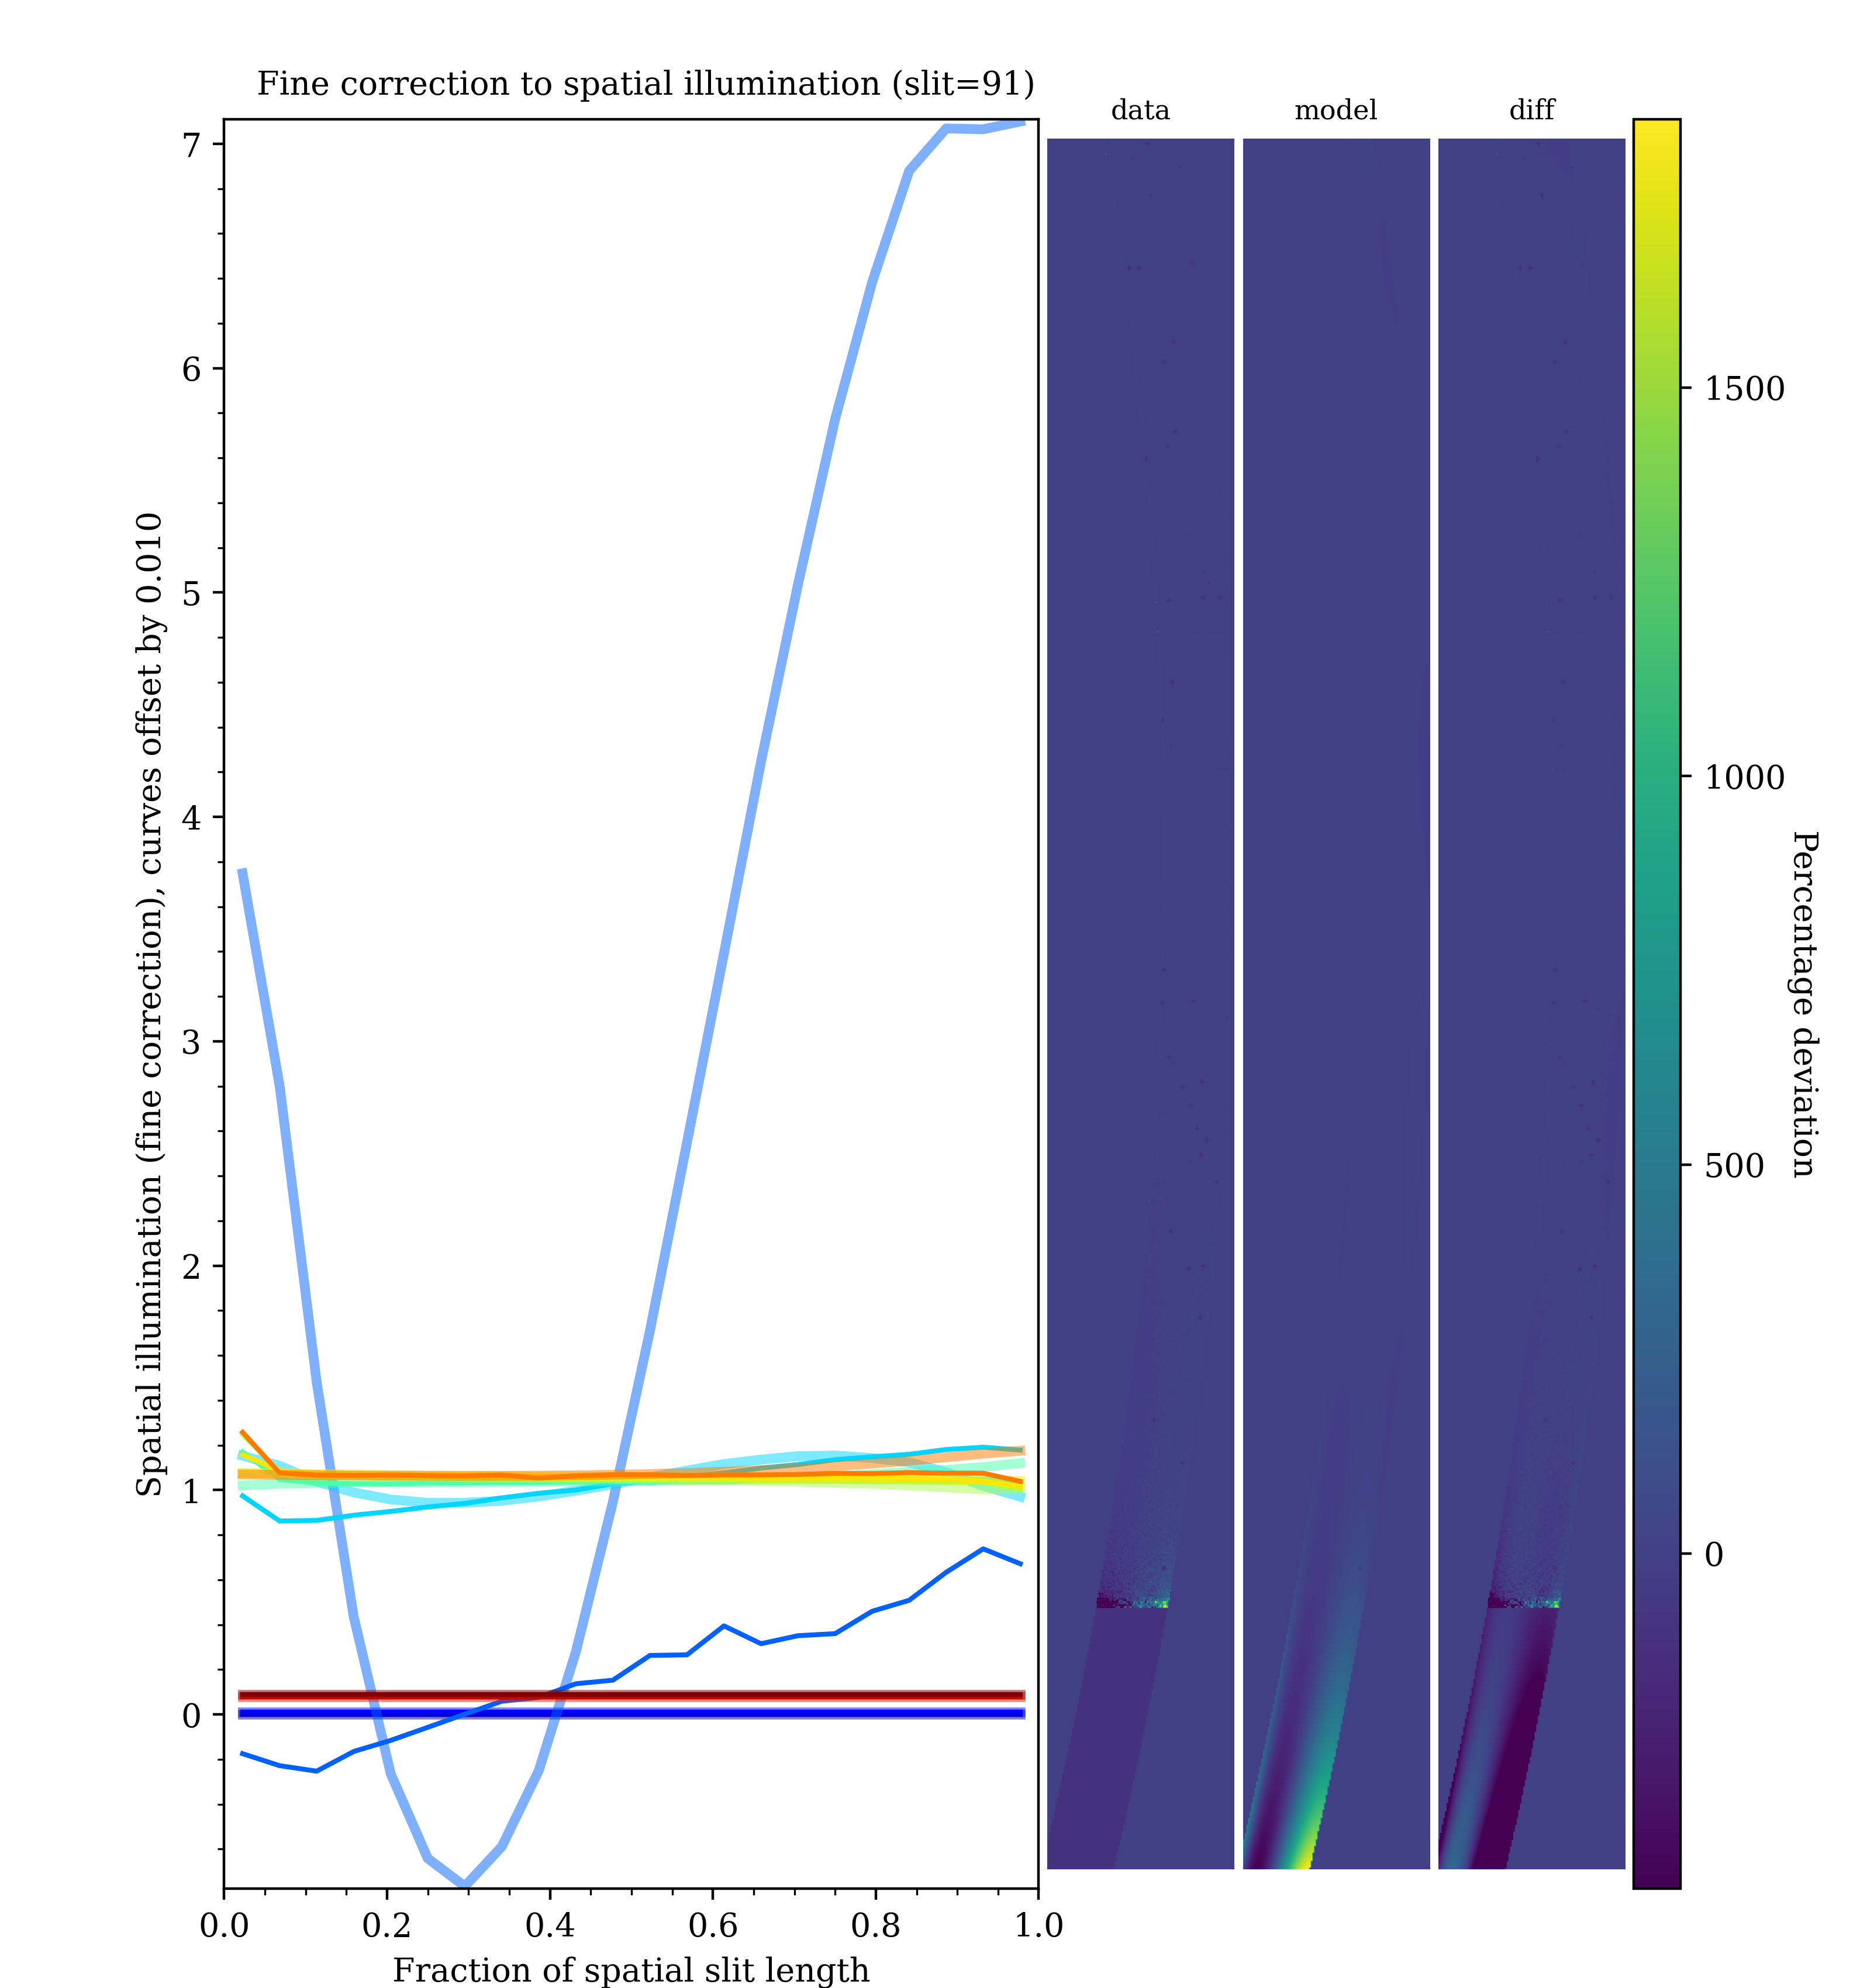 Fine correction to spatial illumination (slit=91)
data
model
diff
7
6
5
4
3
2
1
0
Spatial illumination (fine correction), curves offset by 0.010
0.0
0.2
0.4
0.6
0.8
1.0
Fraction of spatial slit length
1500
1000
500
0
Percentage deviation